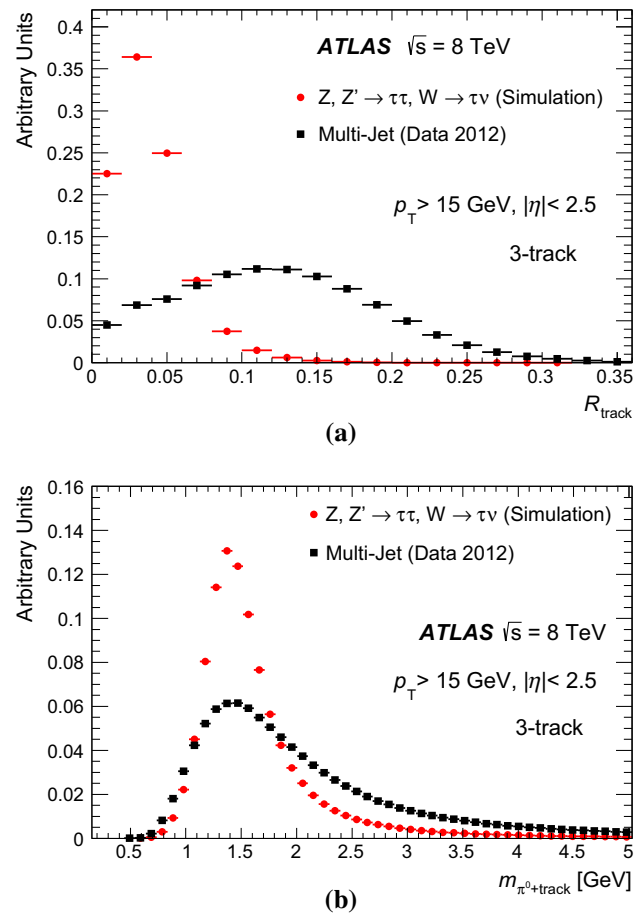 Arbitrary Units
0.4
0.35
0.3
0.25
0.2
0.15
0.1
0.05
0
ATLAS √s = 8 TeV
Z, Z' → ττ, W → τν (Simulation)
Multi-Jet (Data 2012)
p_T > 15 GeV, |η| < 2.5
3-track
0 0.05 0.1 0.15 0.2 0.25 0.3 0.35
R_track
(a)
Arbitrary Units
0.16
0.14
0.12
0.1
0.08
0.06
0.04
0.02
0
Z, Z' → ττ, W → τν (Simulation)
Multi-Jet (Data 2012)
ATLAS √s = 8 TeV
p_T > 15 GeV, |η| < 2.5
3-track
0.5 1 1.5 2 2.5 3 3.5 4 4.5 5
m_π⁰+track [GeV]
(b)